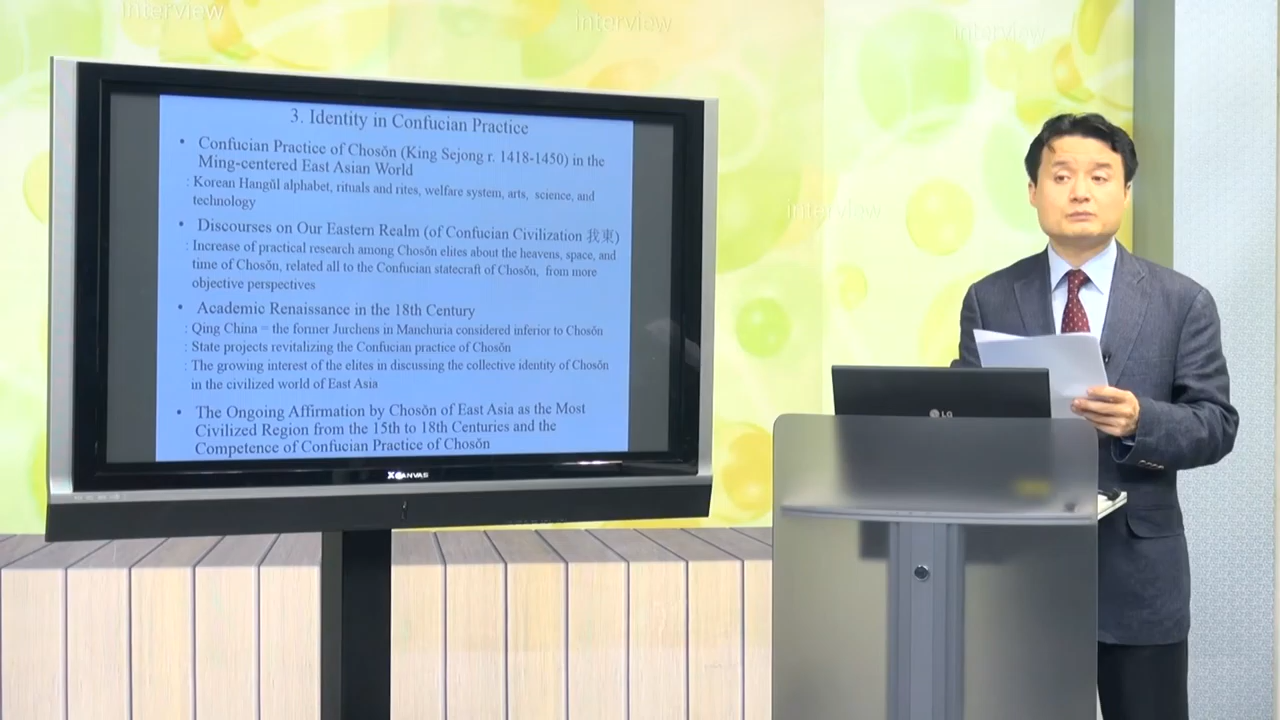 interview
interview
interview
interview
3. Identity in Confucian Practice
• Confucian Practice of Chosŏn (King Sejong r. 1418-1450) in the
Ming-centered East Asian World
: Korean Hangŭl alphabet, rituals and rites, welfare system, arts, science, and
technology
• Discourses on Our Eastern Realm (of Confucian Civilization 我東)
: Increase of practical research among Chosŏn elites about the heavens, space, and
time of Chosŏn, related all to the Confucian statecraft of Chosŏn, from more
objective perspectives
• Academic Renaissance in the 18th Century
: Qing China = the former Jurchens in Manchuria considered inferior to Chosŏn
: State projects revitalizing the Confucian practice of Chosŏn
: The growing interest of the elites in discussing the collective identity of Chosŏn
in the civilized world of East Asia
• The Ongoing Affirmation by Chosŏn of East Asia as the Most
Civilized Region from the 15th to 18th Centuries and the
Competence of Confucian Practice of Chosŏn
XCANVAS
LG